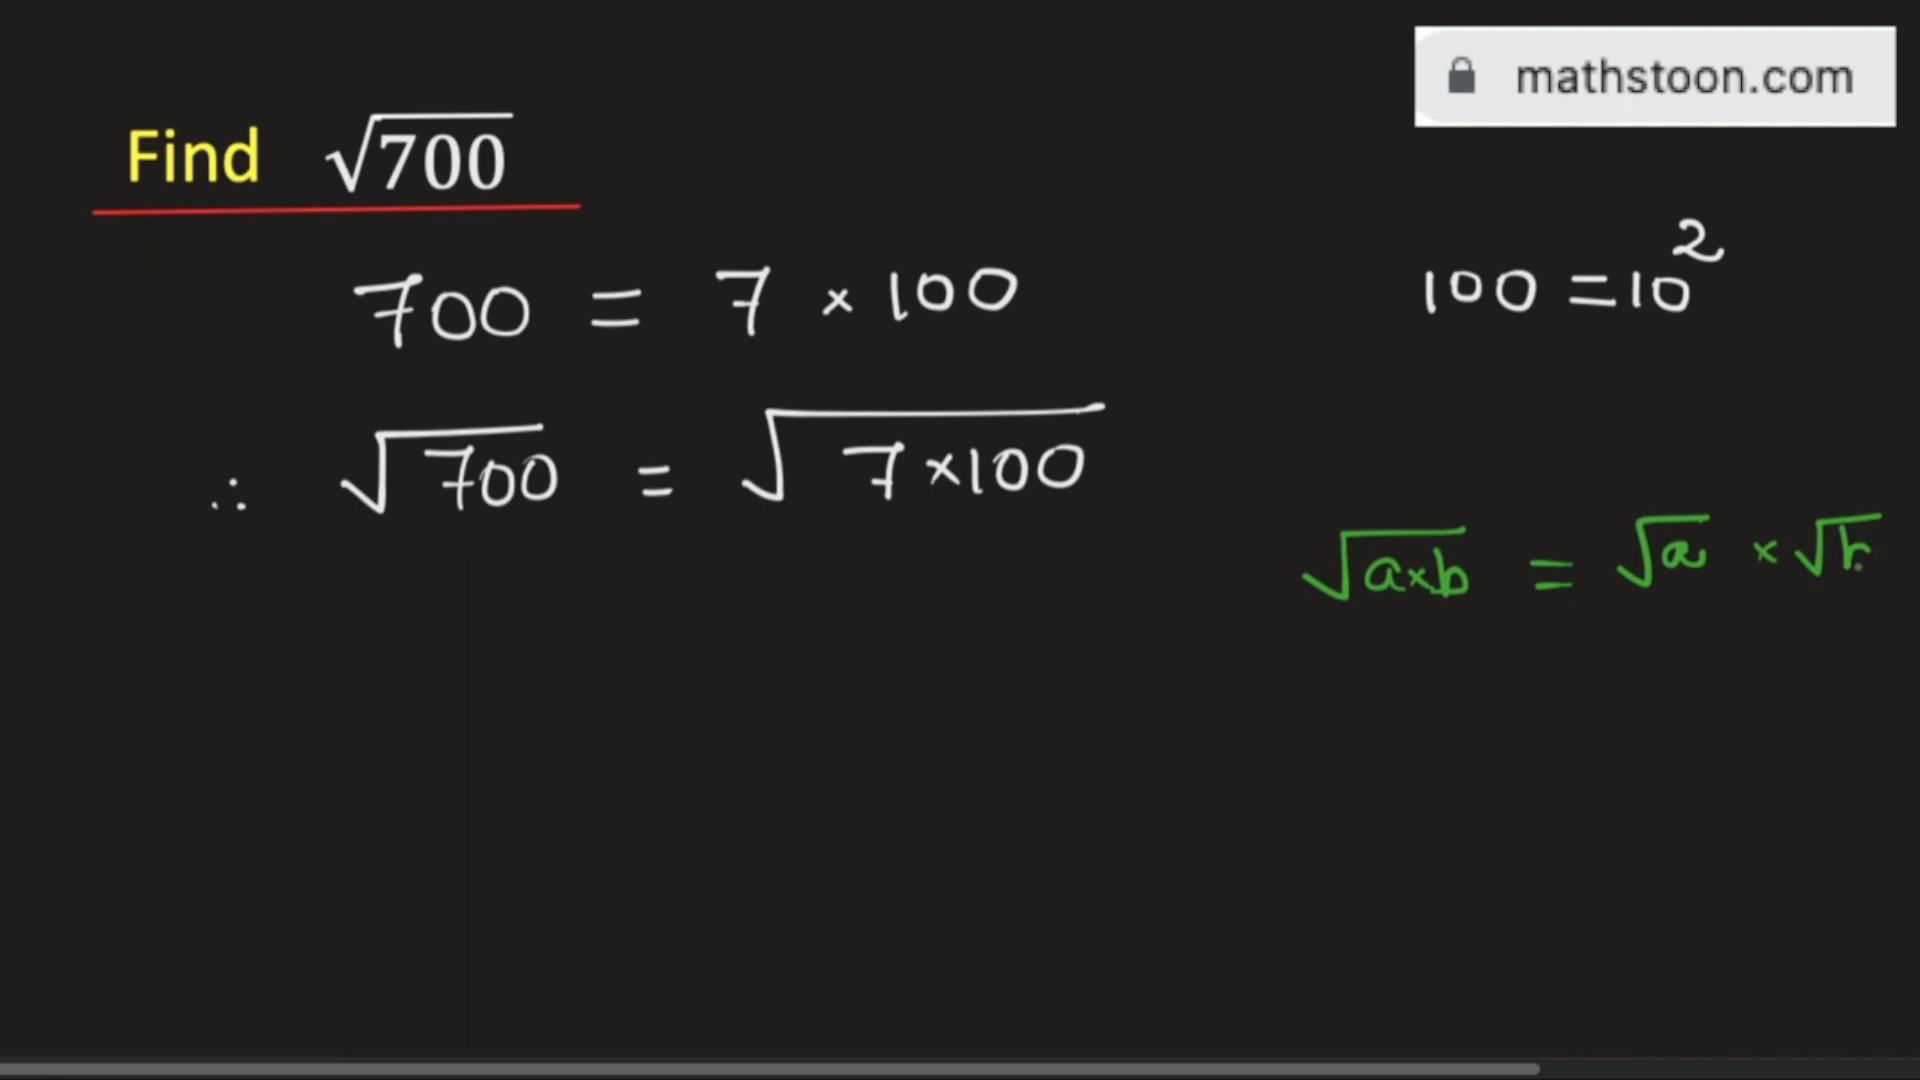 mathstoon.com
Find √700
700 = 7 × 100
100 = 10²
∴ √700 = √7×100
√a×b = √a × √h